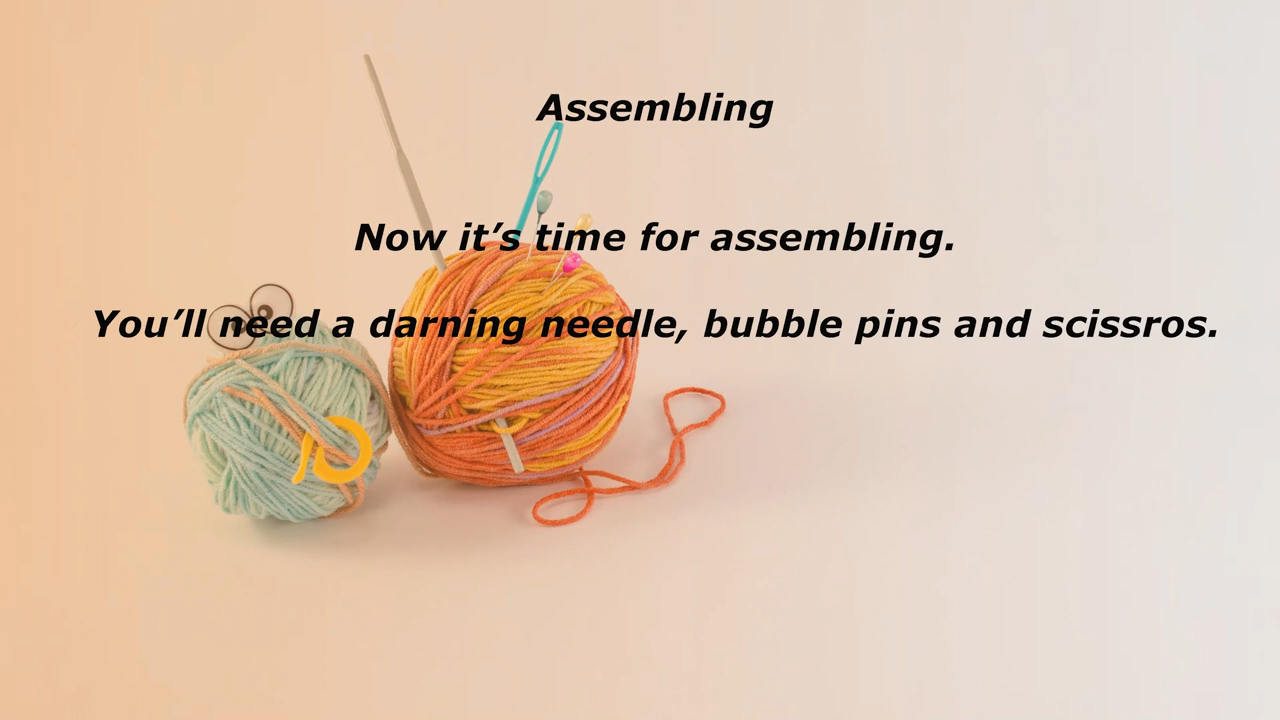 Assembling
Now it’s time for assembling.
You’ll need a darning needle, bubble pins and scissros.